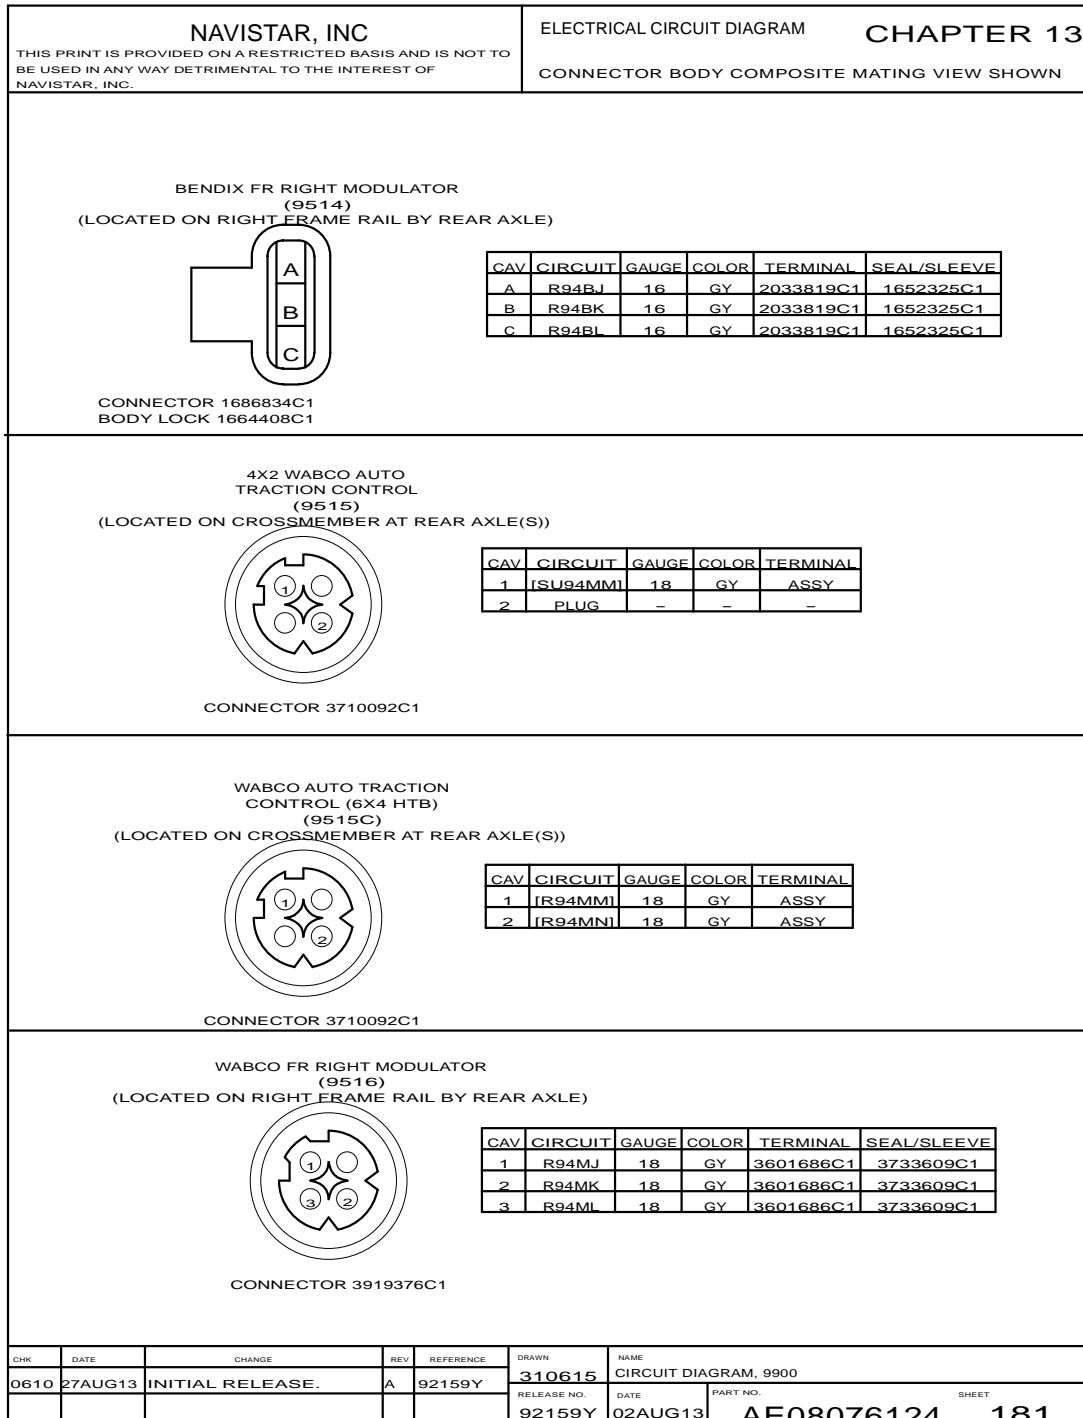 NAVISTAR, INC
THIS PRINT IS PROVIDED ON A RESTRICTED BASIS AND IS NOT TO
BE USED IN ANY WAY DETRIMENTAL TO THE INTEREST OF
NAVISTAR, INC.
ELECTRICAL CIRCUIT DIAGRAM CHAPTER 13
CONNECTOR BODY COMPOSITE MATING VIEW SHOWN
BENDIX FR RIGHT MODULATOR
(9514)
(LOCATED ON RIGHT FRAME RAIL BY REAR AXLE)
A
B
C
CAV CIRCUIT GAUGE COLOR TERMINAL SEAL/SLEEVE
A R94BJ 16 GY 2033819C1 1652325C1
B R94BK 16 GY 2033819C1 1652325C1
C R94BL 16 GY 2033819C1 1652325C1
CONNECTOR 1686834C1
BODY LOCK 1664408C1
4X2 WABCO AUTO
TRACTION CONTROL
(9515)
(LOCATED ON CROSSMEMBER AT REAR AXLE(S))
1
2
CAV CIRCUIT GAUGE COLOR TERMINAL
1 [SU94MM] 18 GY ASSY
2 PLUG – – –
CONNECTOR 3710092C1
WABCO AUTO TRACTION
CONTROL (6X4 HTB)
(9515C)
(LOCATED ON CROSSMEMBER AT REAR AXLE(S))
1
2
CAV CIRCUIT GAUGE COLOR TERMINAL
1 [R94MM] 18 GY ASSY
2 [R94MN] 18 GY ASSY
CONNECTOR 3710092C1
WABCO FR RIGHT MODULATOR
(9516)
(LOCATED ON RIGHT FRAME RAIL BY REAR AXLE)
1
3 2
CAV CIRCUIT GAUGE COLOR TERMINAL SEAL/SLEEVE
1 R94MJ 18 GY 3601686C1 3733609C1
2 R94MK 18 GY 3601686C1 3733609C1
3 R94ML 18 GY 3601686C1 3733609C1
CONNECTOR 3919376C1
CHK DATE CHANGE REV REFERENCE DRAWN NAME
0610 27AUG13 INITIAL RELEASE. A 92159Y 310615 CIRCUIT DIAGRAM, 9900
RELEASE NO. DATE PART NO. SHEET
92159Y 02AUG13 AE08076124 181